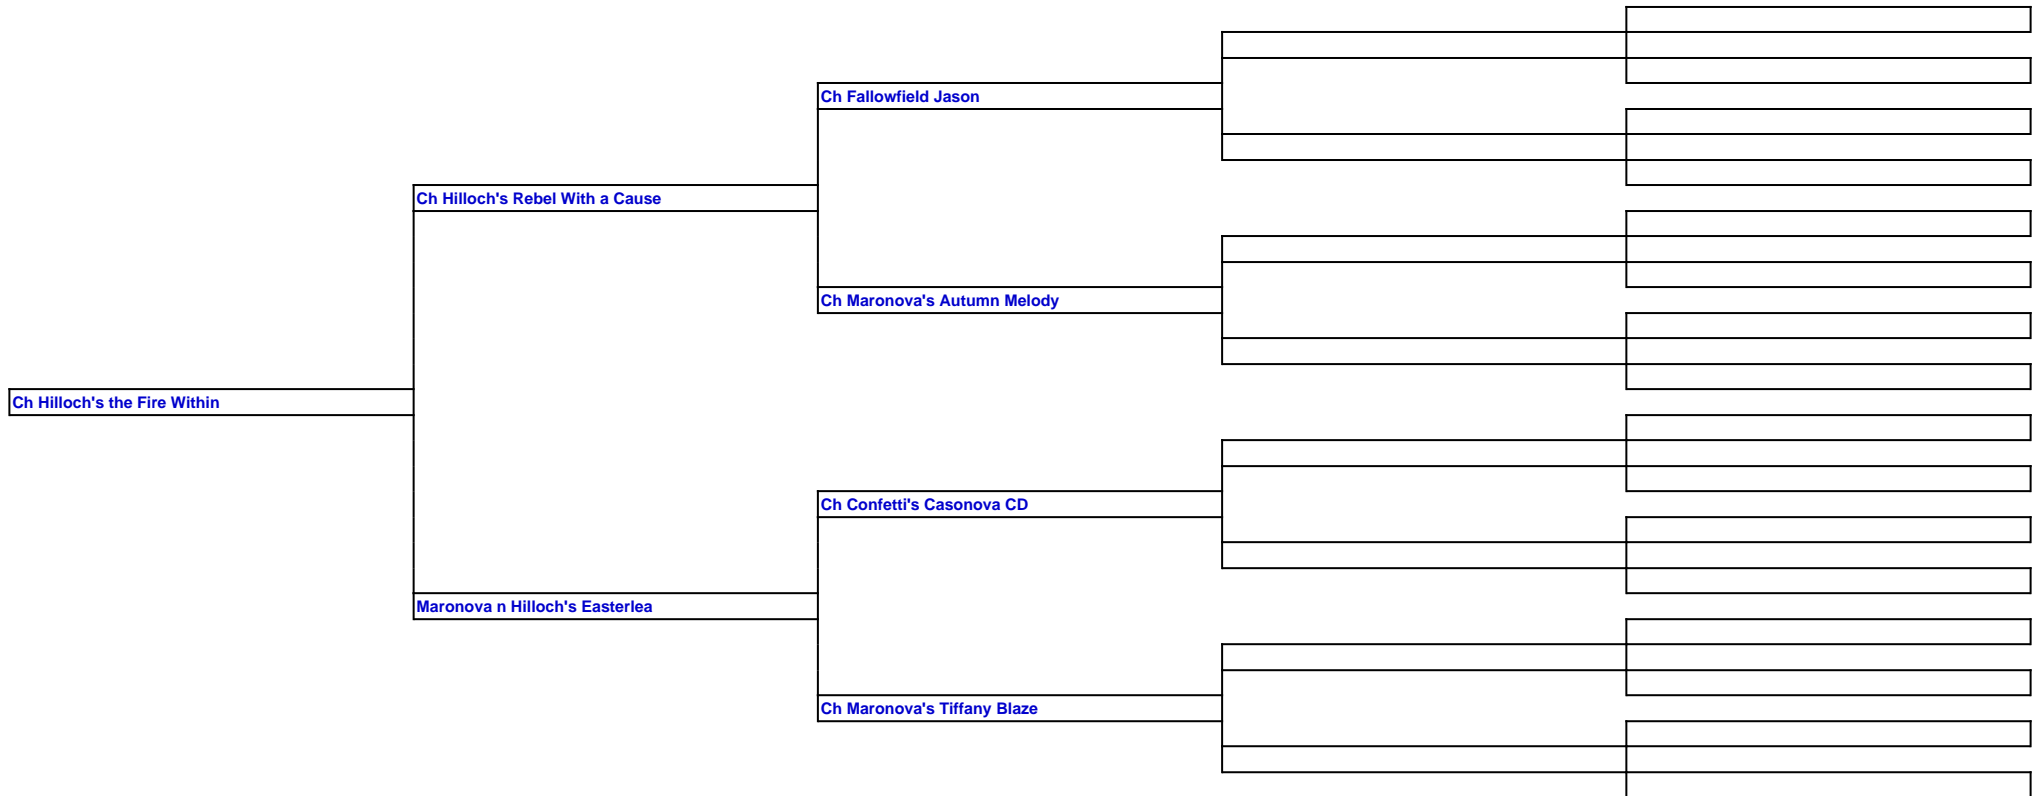 Ch Fallowfield Jason
Ch Hilloch's Rebel With a Cause
Ch Maronova's Autumn Melody
Ch Hilloch's the Fire Within
Ch Confetti's Casonova CD
Maronova n Hilloch's Easterlea
Ch Maronova's Tiffany Blaze